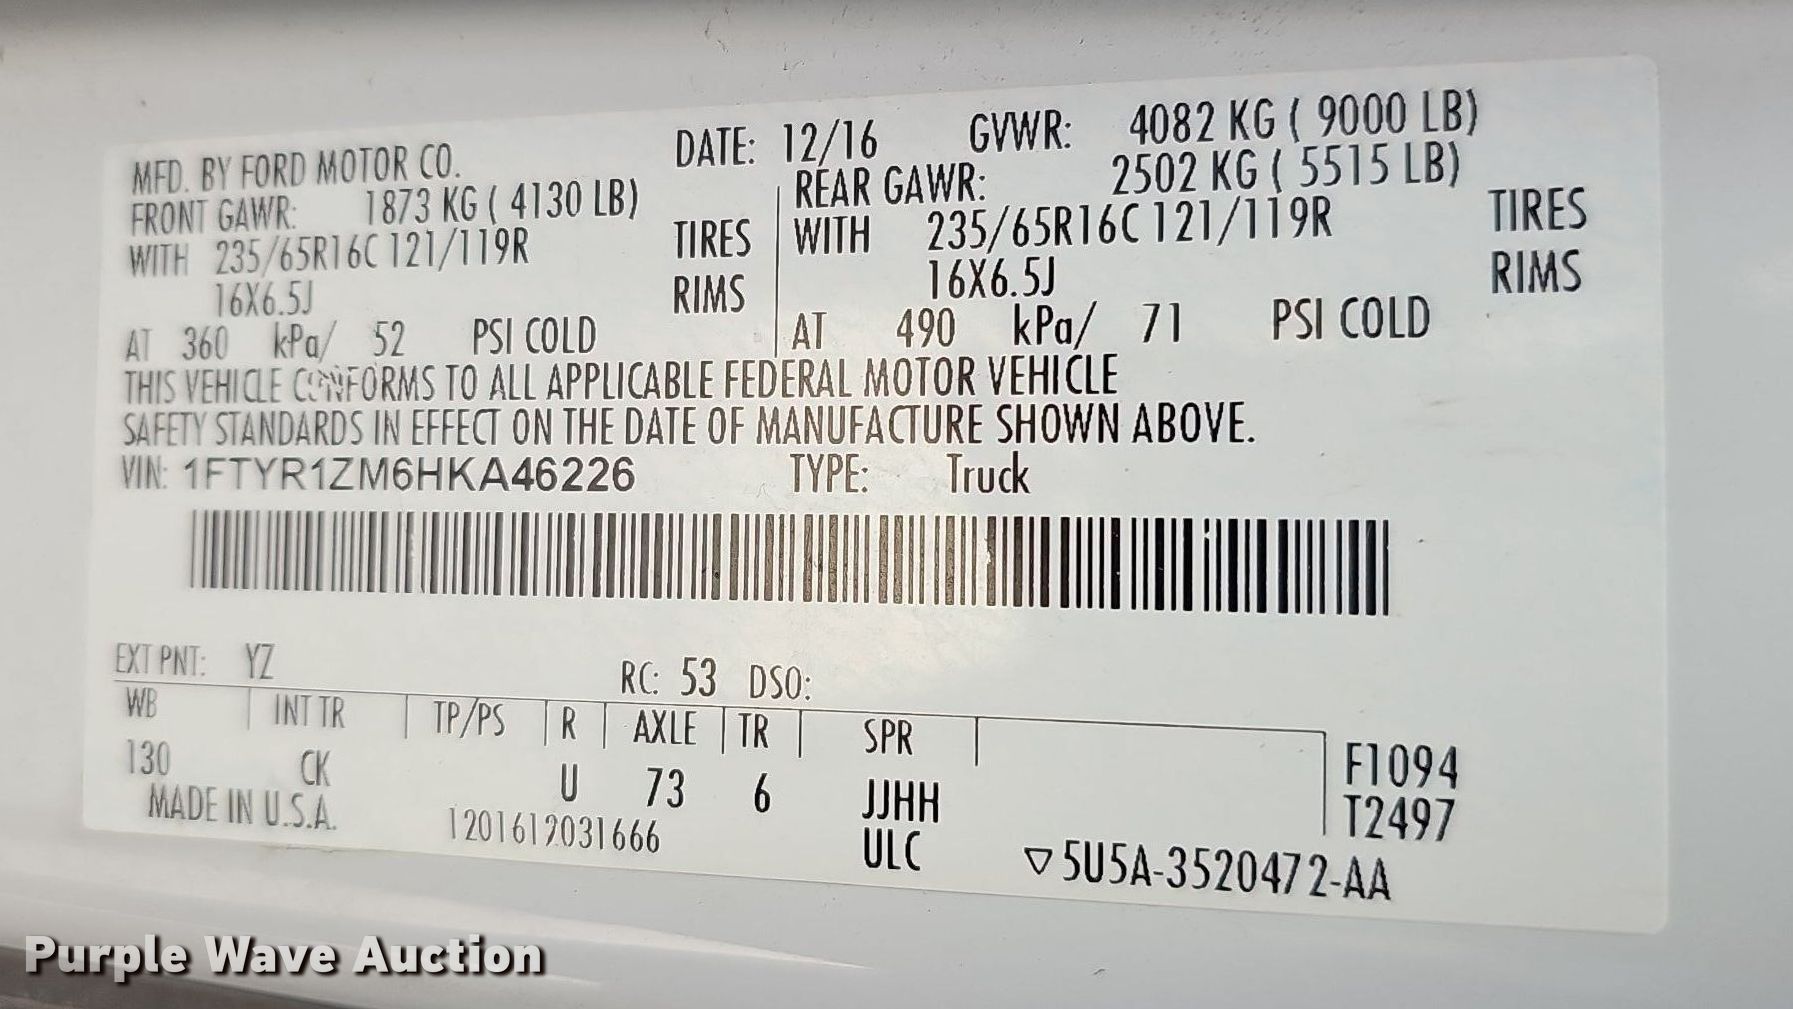 MFD. BY FORD MOTOR CO. DATE: 12/16 GVWR: 4082 KG ( 9000 LB)
FRONT GAWR: 1873 KG ( 4130 LB) REAR GAWR: 2502 KG ( 5515 LB)
WITH 235/65R16C 121/119R TIRES WITH 235/65R16C 121/119R TIRES
16X6.5J RIMS 16X6.5J RIMS
AT 360 kPa/ 52 PSI COLD AT 490 kPa/ 71 PSI COLD
THIS VEHICLE CONFORMS TO ALL APPLICABLE FEDERAL MOTOR VEHICLE
SAFETY STANDARDS IN EFFECT ON THE DATE OF MANUFACTURE SHOWN ABOVE.
VIN: 1FTYR1ZM6HKA46226 TYPE: Truck
EXT PNT: YZ RC: 53 DSO:
WB INT TR TP/PS R AXLE TR SPR
130 CK U 73 6 JJHH F1094
MADE IN U.S.A. 1201612031666 ULC T2497
▽5U5A-3520472-AA
Purple Wave Auction